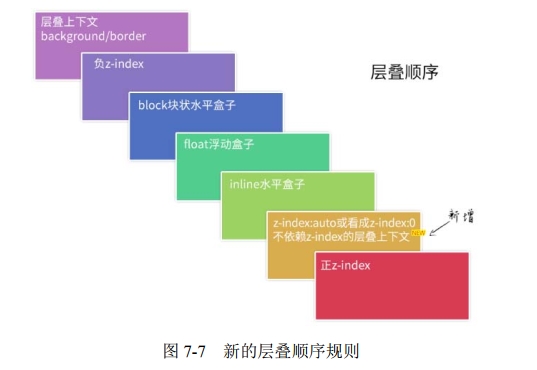 层叠上下文
background/border
负z-index
层叠顺序
block块状水平盒子
float浮动盒子
inline水平盒子
z-index:auto或看成z-index:0
不依赖z-index的层叠上下文
新增
正z-index
图 7-7 新的层叠顺序规则